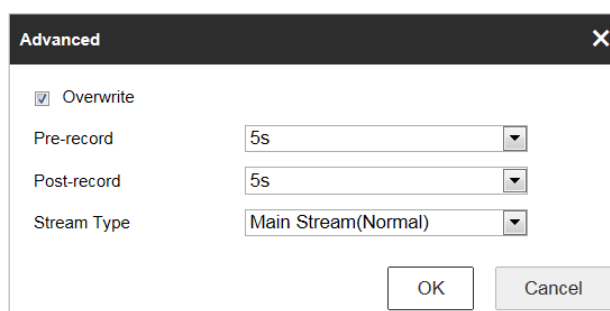 Advanced
Overwrite
Pre-record 5s
Post-record 5s
Stream Type Main Stream(Normal)
OK Cancel